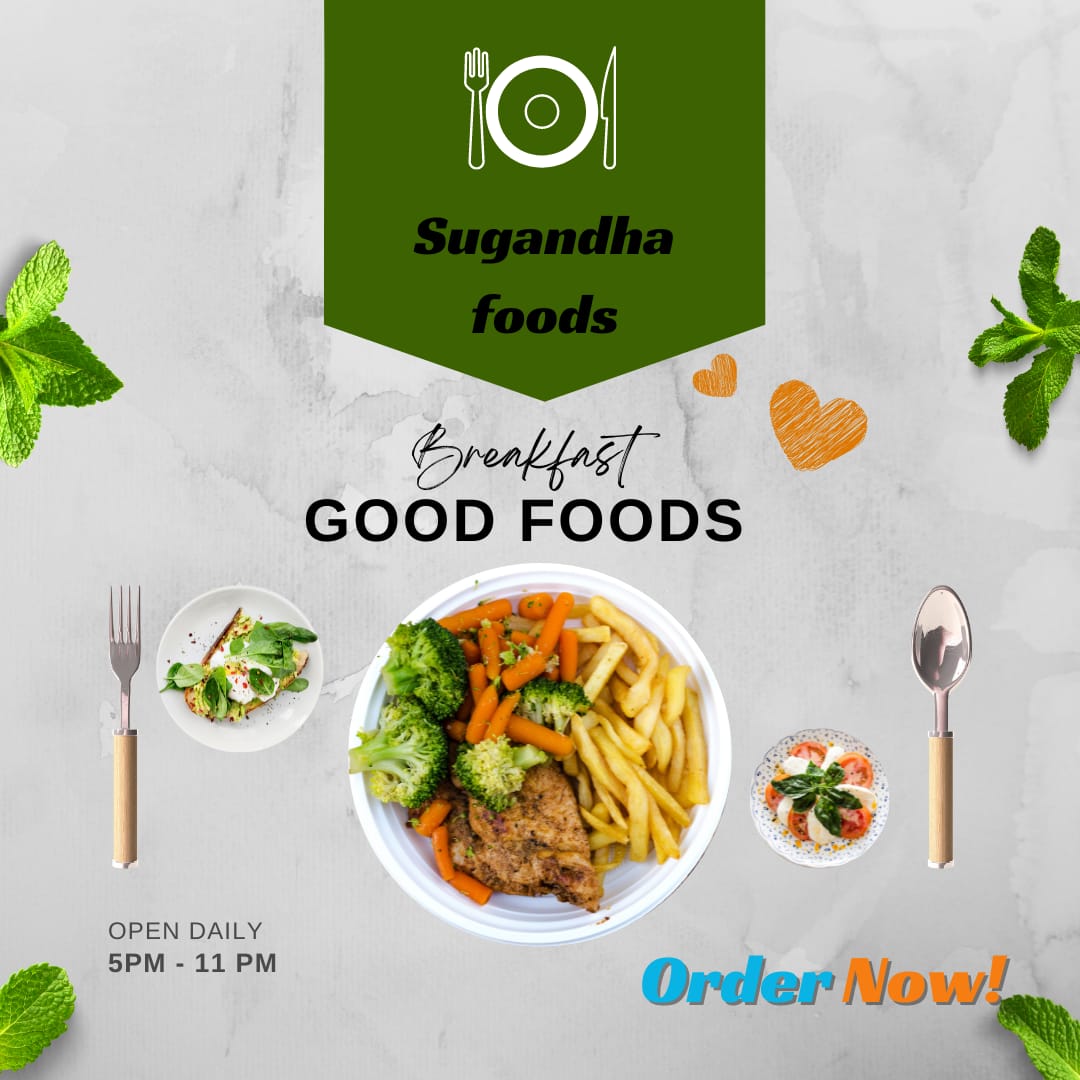 Sugandha
foods
Breakfast
GOOD FOODS
OPEN DAILY
5PM - 11 PM
Order Now!